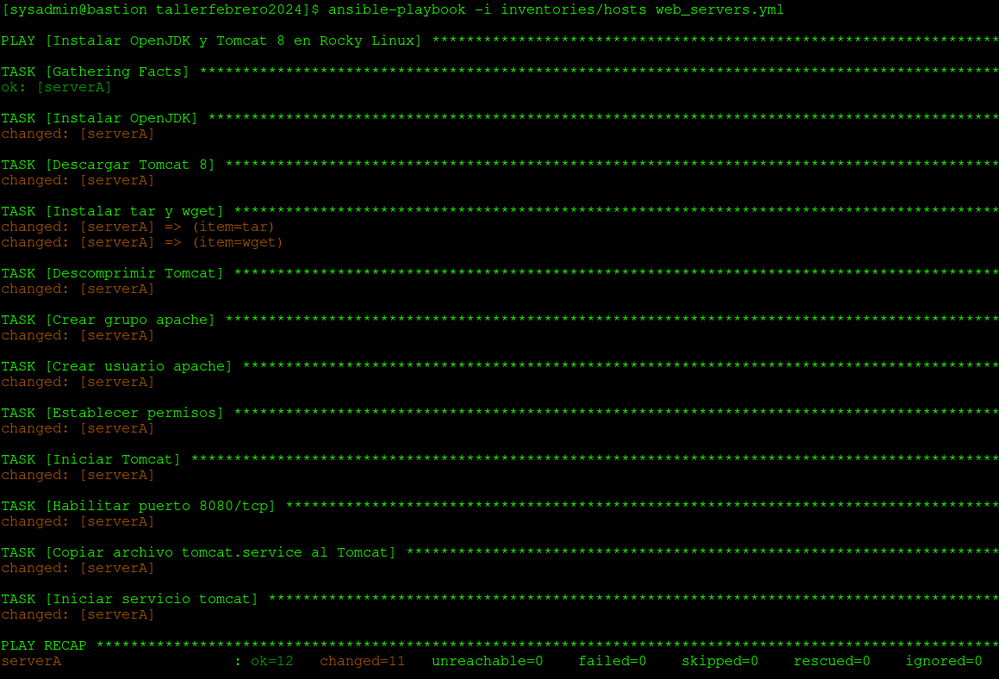 [sysadmin@bastion tallerfebrero2024]$ ansible-playbook -i inventories/hosts web_servers.yml
PLAY [Instalar OpenJDK y Tomcat 8 en Rocky Linux] ******************************************************************
TASK [Gathering Facts] *********************************************************************************************
ok: [serverA]
TASK [Instalar OpenJDK] ********************************************************************************************
changed: [serverA]
TASK [Descargar Tomcat 8] ******************************************************************************************
changed: [serverA]
TASK [Instalar tar y wget] *****************************************************************************************
changed: [serverA] => (item=tar)
changed: [serverA] => (item=wget)
TASK [Descomprimir Tomcat] *****************************************************************************************
changed: [serverA]
TASK [Crear grupo apache] ******************************************************************************************
changed: [serverA]
TASK [Crear usuario apache] ****************************************************************************************
changed: [serverA]
TASK [Establecer permisos] *****************************************************************************************
changed: [serverA]
TASK [Iniciar Tomcat] **********************************************************************************************
changed: [serverA]
TASK [Habilitar puerto 8080/tcp] ***********************************************************************************
changed: [serverA]
TASK [Copiar archivo tomcat.service al Tomcat] *********************************************************************
changed: [serverA]
TASK [Iniciar servicio tomcat] *************************************************************************************
changed: [serverA]
PLAY RECAP *********************************************************************************************************
serverA                    : ok=12   changed=11   unreachable=0    failed=0    skipped=0    rescued=0    ignored=0